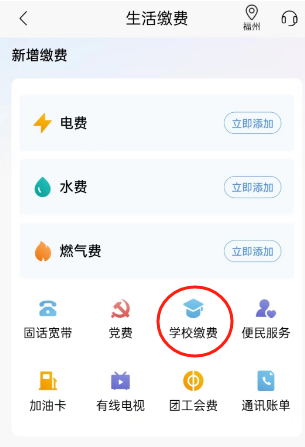 生活缴费
福州
新增缴费
电费 立即添加
水费 立即添加
燃气费 立即添加
固话宽带 党费 学校缴费 便民服务
加油卡 有线电视 团工会费 通讯账单